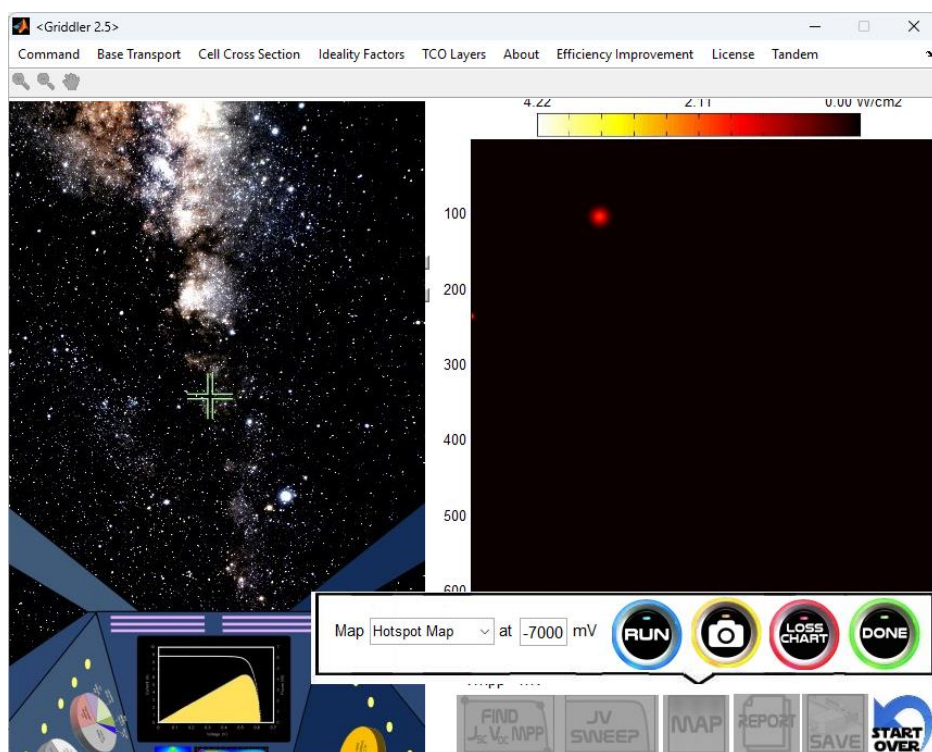 <Griddler 2.5>
Command Base Transport Cell Cross Section Ideality Factors TCO Layers About Efficiency Improvement License Tandem
4.22 2.11 0.00 W/cm2
100
200
300
400
500
600
Map Hotspot Map at -7000 mV RUN LOSS CHART DONE
FIND JSC VOC MPP
JV SWEEP
MAP
REPORT
SAVE
START OVER